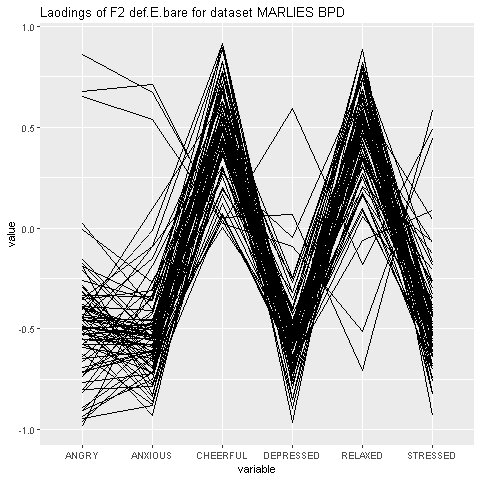 Laodings of F2 def.E.bare for dataset MARLIES BPD
1.0
0.5
0.0
-0.5
-1.0
value
ANGRY ANXIOUS CHEERFUL DEPRESSED RELAXED STRESSED
variable